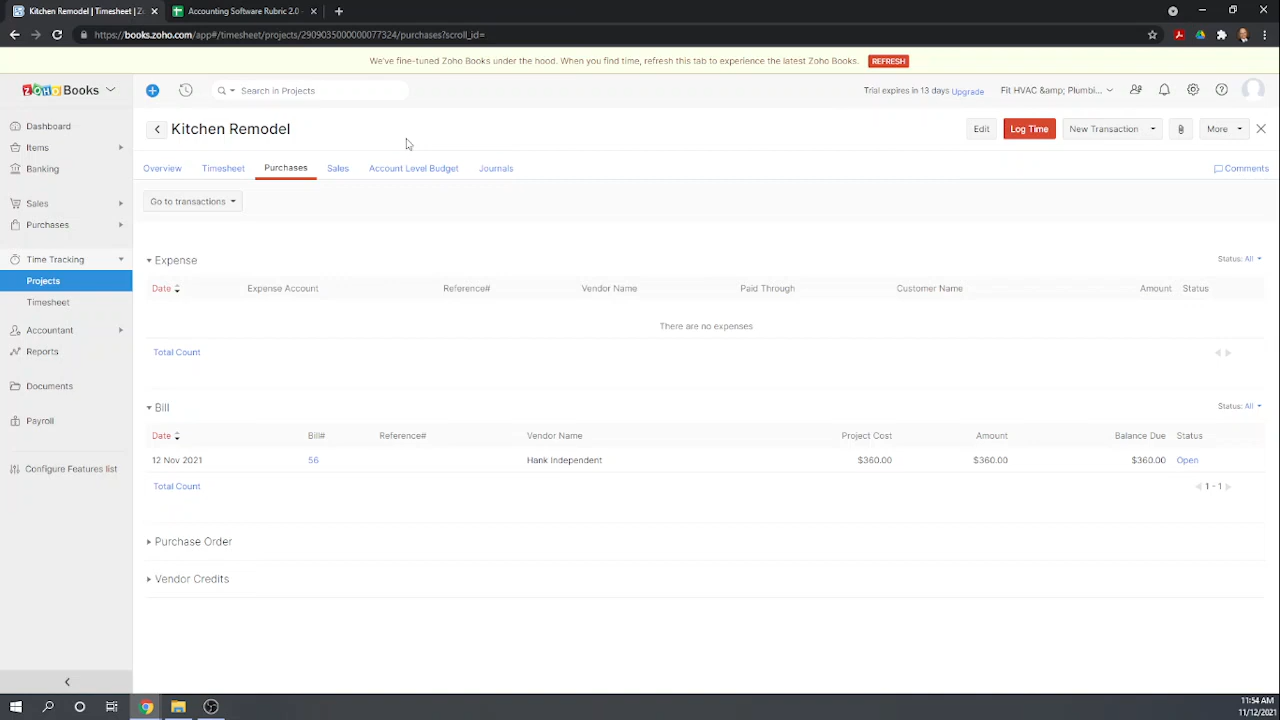 Kitchen Remodel | Timesheet | Zo
Accounting Software Rubric 2.0 -
https://books.zoho.com/app#/timesheet/projects/2909035000000077324/purchases?scroll_id=
We've fine-tuned Zoho Books under the hood. When you find time, refresh this tab to experience the latest Zoho Books. REFRESH
ZOHO Books
Search in Projects
Trial expires in 13 days Upgrade
Fit HVAC &amp; Plumbi...
Dashboard
Items
Banking
Sales
Purchases
Time Tracking
Projects
Timesheet
Accountant
Reports
Documents
Payroll
Configure Features list
Kitchen Remodel
Edit Log Time New Transaction More
Overview Timesheet Purchases Sales Account Level Budget Journals Comments
Go to transactions
Expense Status: All
Date Expense Account Reference# Vendor Name Paid Through Customer Name Amount Status
There are no expenses
Total Count
Bill Status: All
Date Bill# Reference# Vendor Name Project Cost Amount Balance Due Status
12 Nov 2021 56 Hank Independent $360.00 $360.00 $360.00 Open
Total Count 1 - 1
Purchase Order
Vendor Credits
11:54 AM
11/12/2021